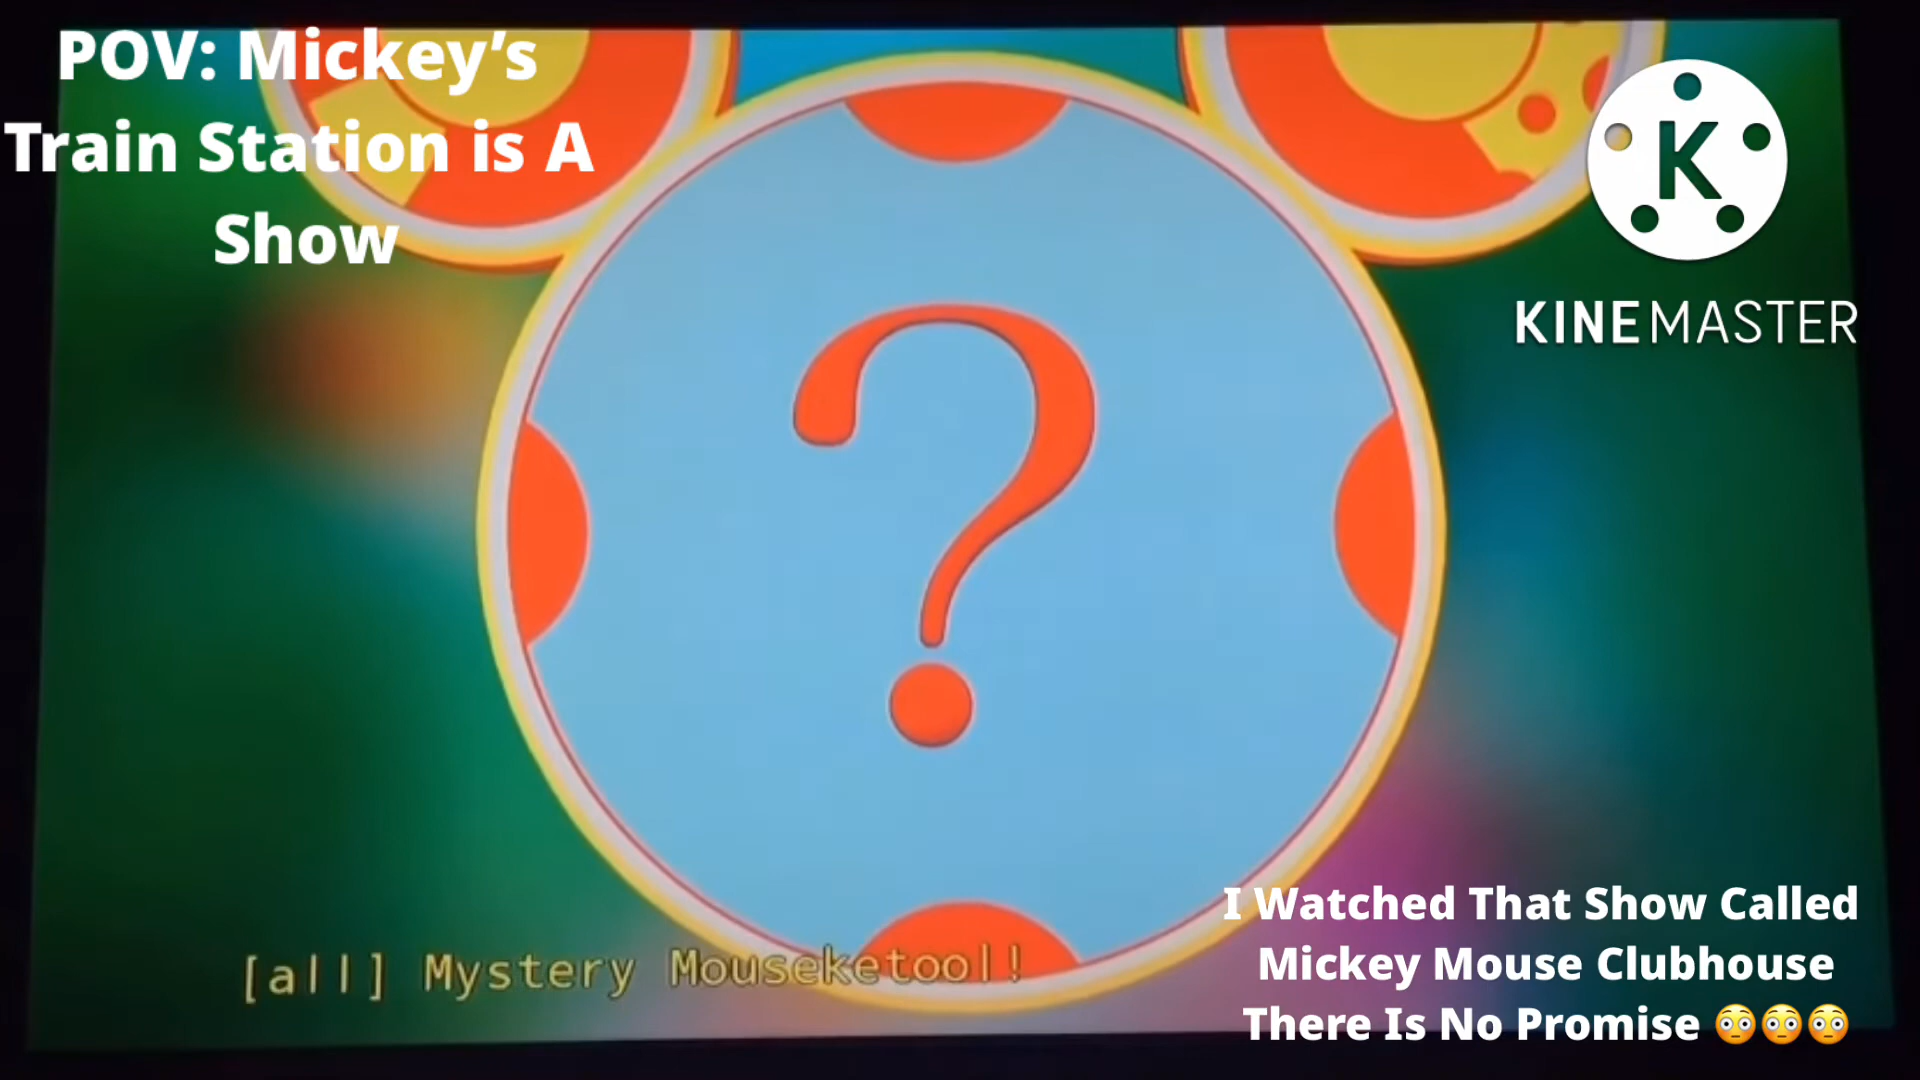 POV: Mickey’s
Train Station is A
Show
K
KINEMASTER
?
[all] Mystery Mouseketool!
I Watched That Show Called
Mickey Mouse Clubhouse
There Is No Promise 😳😳😳